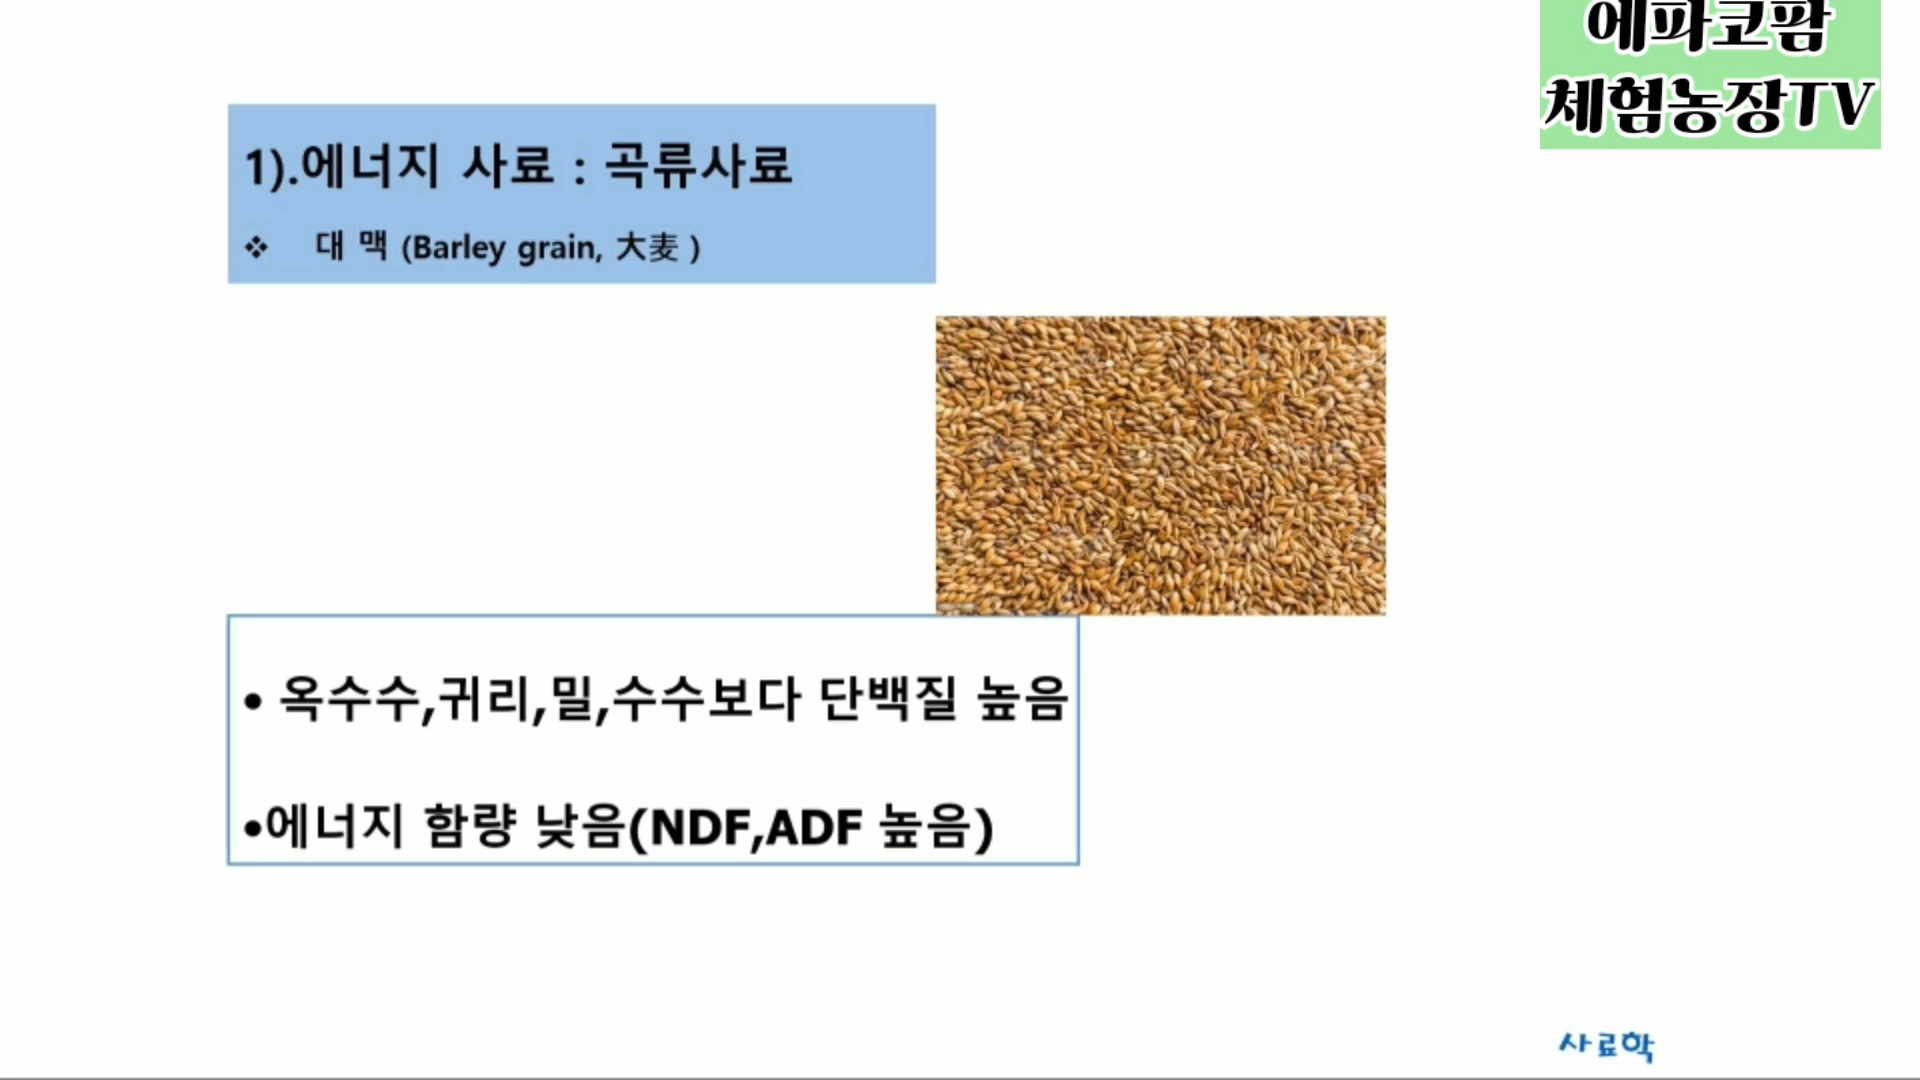 에파코팜
체험농장TV
1).에너지 사료 : 곡류사료
❖ 대 맥 (Barley grain, 大麦 )
• 옥수수,귀리,밀,수수보다 단백질 높음
•에너지 함량 낮음(NDF,ADF 높음)
사료학